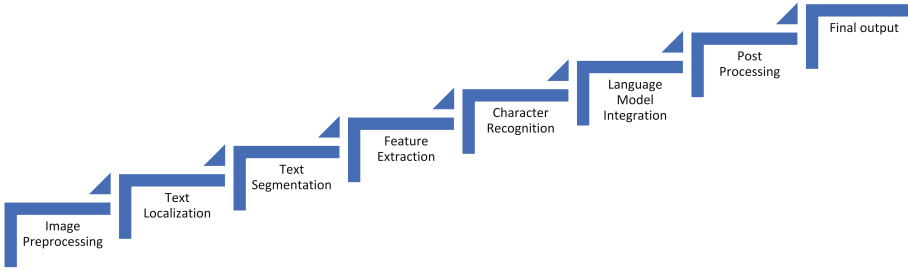 Image
Preprocessing
Text
Localization
Text
Segmentation
Feature
Extraction
Character
Recognition
Language
Model
Integration
Post
Processing
Final output